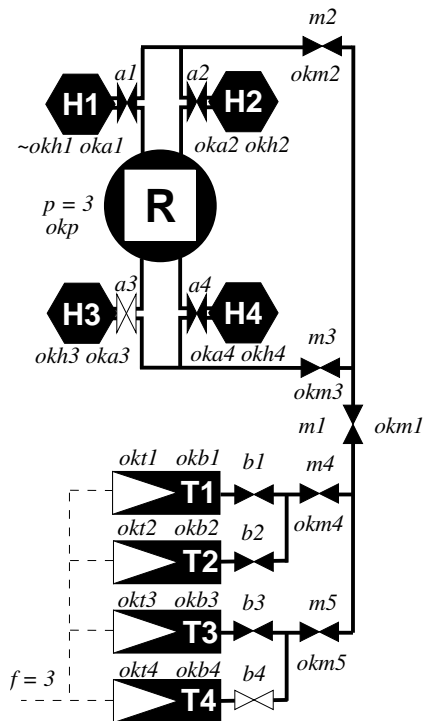 m2
a1 a2
H1 H2
okm2
~okh1 oka1 oka2 okh2
p = 3
okp
R
a3 a4
H3 H4
m3
okh3 oka3 oka4 okh4
okm3
m1 okm1
okt1 okb1 b1 m4
T1
okt2 okb2 b2 okm4
T2
okt3 okb3 b3 m5
T3
okt4 okb4 b4 okm5
f = 3
T4